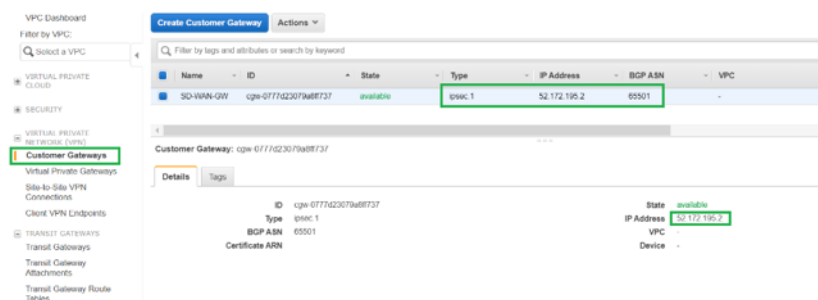 VPC Dashboard
Filter by VPC:
Select a VPC
VIRTUAL PRIVATE
CLOUD
SECURITY
VIRTUAL PRIVATE
NETWORK (VPN)
Customer Gateways
Virtual Private Gateways
Site-to-Site VPN
Connections
Client VPN Endpoints
TRANSIT GATEWAYS
Transit Gateways
Transit Gateway
Attachments
Transit Gateway Route
Tables
Create Customer Gateway Actions
Filter by tags and attributes or search by keyword
Name ID State Type IP Address BGP ASN VPC
SD-WAN-GW cgw-0777d23079a8ff737 available ipsec.1 52.172.195.2 65501 -
Customer Gateway: cgw-0777d23079a8ff737
Details Tags
ID cgw-0777d23079a8ff737 State available
Type ipsec.1 IP Address 52.172.195.2
BGP ASN 65501 VPC -
Certificate ARN Device -